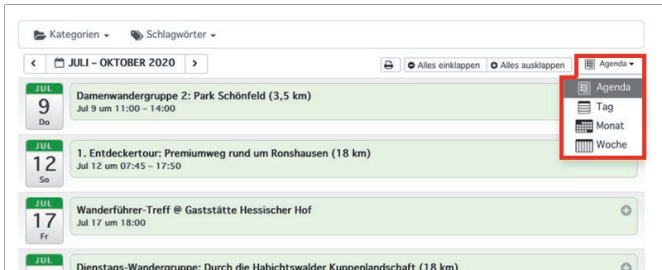 Kategorien Schlagwörter
JULI – OKTOBER 2020 Alles einklappen Alles ausklappen Agenda
Agenda
Tag
Monat
Woche
JUL
9
Do
Damenwandergruppe 2: Park Schönfeld (3,5 km)
Jul 9 um 11:00 – 14:00
JUL
12
So
1. Entdeckertour: Premiumweg rund um Ronshausen (18 km)
Jul 12 um 07:45 – 17:50
JUL
17
Fr
Wanderführer-Treff @ Gaststätte Hessischer Hof
Jul 17 um 18:00
JUL
Dienstags-Wandergruppe: Durch die Habichtswalder Kuppenlandschaft (18 km)